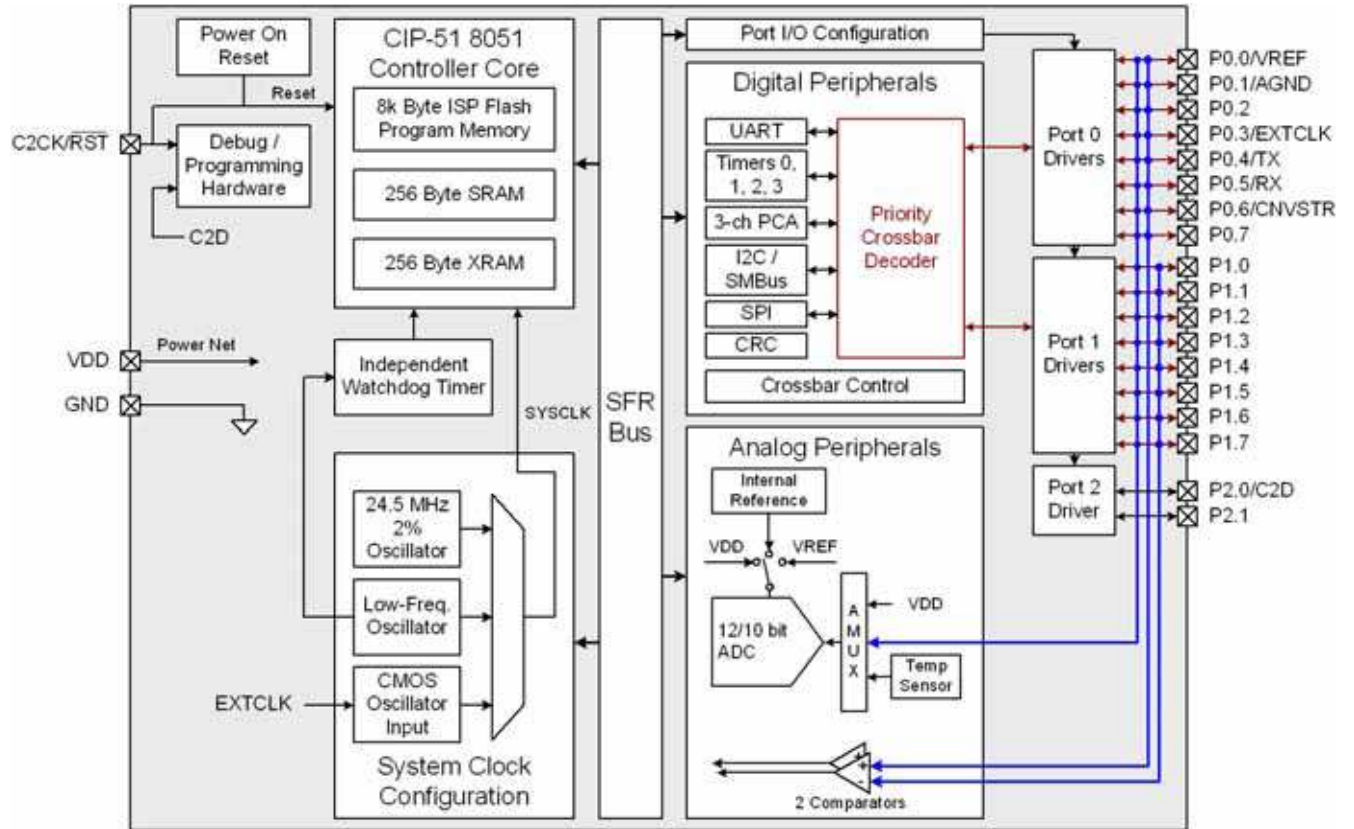 Power On
Reset
Reset
C2CK/RST
Debug /
Programming
Hardware
C2D
VDD
Power Net
GND
CIP-51 8051
Controller Core
8k Byte ISP Flash
Program Memory
256 Byte SRAM
256 Byte XRAM
Independent
Watchdog Timer
SYSCLK
24.5 MHz
2%
Oscillator
Low-Freq.
Oscillator
EXTCLK
CMOS
Oscillator
Input
System Clock
Configuration
SFR
Bus
Port I/O Configuration
Digital Peripherals
UART
Timers 0,
1, 2, 3
3-ch PCA
I2C /
SMBus
SPI
CRC
Priority
Crossbar
Decoder
Crossbar Control
Analog Peripherals
Internal
Reference
VDD
VREF
12/10 bit
ADC
A
M
U
X
VDD
Temp
Sensor
+
+
-
2 Comparators
Port 0
Drivers
Port 1
Drivers
Port 2
Driver
P0.0/VREF
P0.1/AGND
P0.2
P0.3/EXTCLK
P0.4/TX
P0.5/RX
P0.6/CNVSTR
P0.7
P1.0
P1.1
P1.2
P1.3
P1.4
P1.5
P1.6
P1.7
P2.0/C2D
P2.1